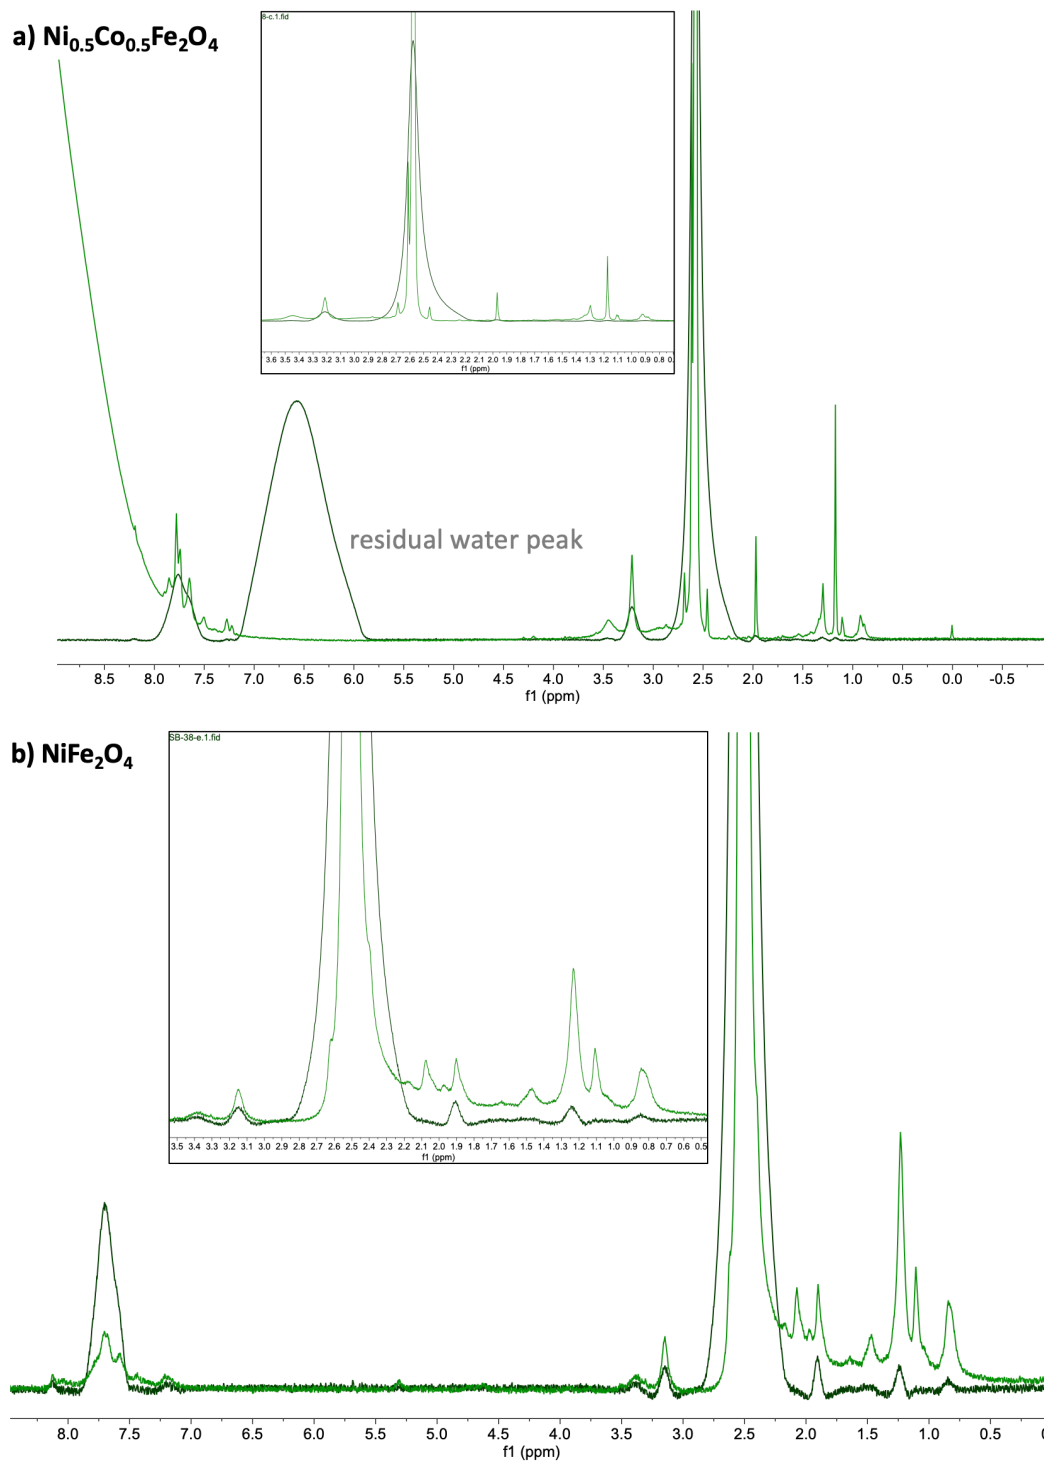 a) Ni0.5Co0.5Fe2O4
8-c.1.fid
3.6 3.5 3.4 3.3 3.2 3.1 3.0 2.9 2.8 2.7 2.6 2.5 2.4 2.3 2.2 2.1 2.0 1.9 1.8 1.7 1.6 1.5 1.4 1.3 1.2 1.1 1.0 0.9 0.8 0.
f1 (ppm)
residual water peak
8.5 8.0 7.5 7.0 6.5 6.0 5.5 5.0 4.5 4.0 3.5 3.0 2.5 2.0 1.5 1.0 0.5 0.0 -0.5
f1 (ppm)
b) NiFe2O4
SB-38-e.1.fid
3.5 3.4 3.3 3.2 3.1 3.0 2.9 2.8 2.7 2.6 2.5 2.4 2.3 2.2 2.1 2.0 1.9 1.8 1.7 1.6 1.5 1.4 1.3 1.2 1.1 1.0 0.9 0.8 0.7 0.6 0.5
f1 (ppm)
8.0 7.5 7.0 6.5 6.0 5.5 5.0 4.5 4.0 3.5 3.0 2.5 2.0 1.5 1.0 0.5 0
f1 (ppm)